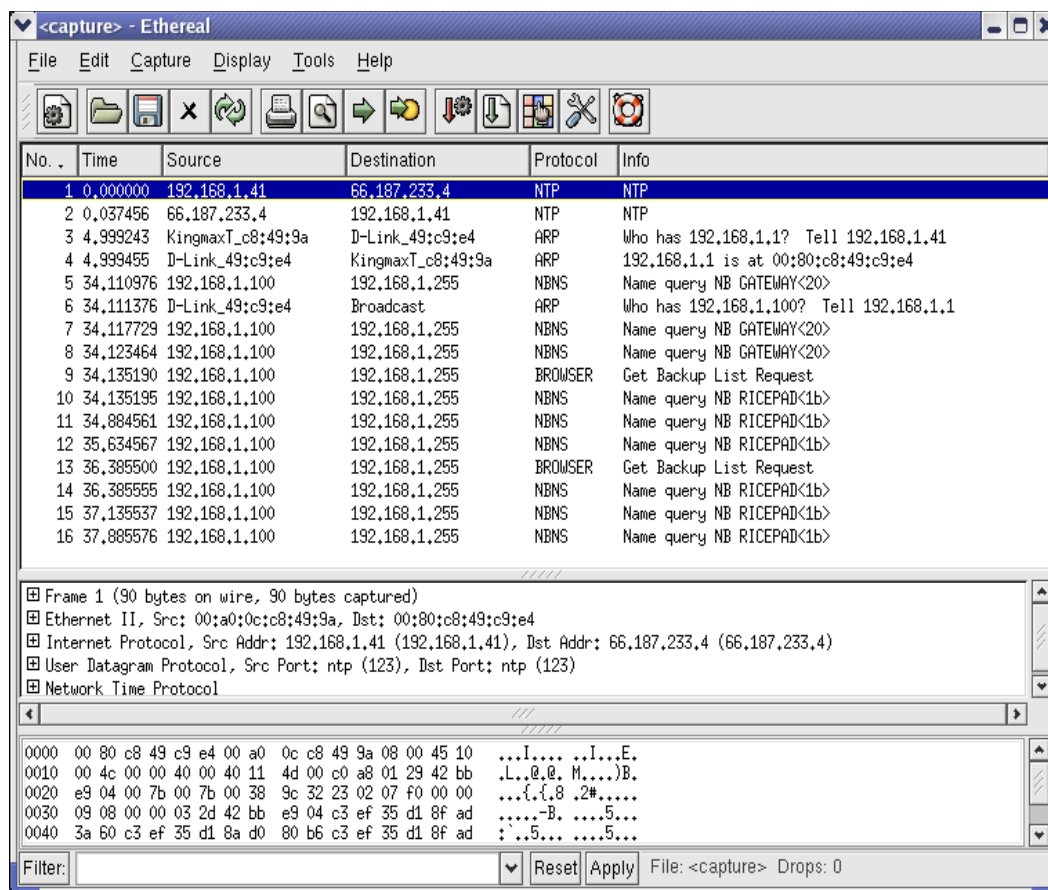 <capture> - Ethereal
File Edit Capture Display Tools Help
No. . Time Source Destination Protocol Info
1 0.000000 192.168.1.41 66.187.233.4 NTP NTP
2 0.037456 66.187.233.4 192.168.1.41 NTP NTP
3 4.999243 KingmaxT_c8:49:9a D-Link_49:c9:e4 ARP Who has 192.168.1.1? Tell 192.168.1.41
4 4.999455 D-Link_49:c9:e4 KingmaxT_c8:49:9a ARP 192.168.1.1 is at 00:80:c8:49:c9:e4
5 34.110976 192.168.1.100 192.168.1.255 NBNS Name query NB GATEWAY<20>
6 34.111376 D-Link_49:c9:e4 Broadcast ARP Who has 192.168.1.100? Tell 192.168.1.1
7 34.117729 192.168.1.100 192.168.1.255 NBNS Name query NB GATEWAY<20>
8 34.123464 192.168.1.100 192.168.1.255 NBNS Name query NB GATEWAY<20>
9 34.135190 192.168.1.100 192.168.1.255 BROWSER Get Backup List Request
10 34.135195 192.168.1.100 192.168.1.255 NBNS Name query NB RICEPAD<1b>
11 34.884561 192.168.1.100 192.168.1.255 NBNS Name query NB RICEPAD<1b>
12 35.634567 192.168.1.100 192.168.1.255 NBNS Name query NB RICEPAD<1b>
13 36.385500 192.168.1.100 192.168.1.255 BROWSER Get Backup List Request
14 36.385555 192.168.1.100 192.168.1.255 NBNS Name query NB RICEPAD<1b>
15 37.135537 192.168.1.100 192.168.1.255 NBNS Name query NB RICEPAD<1b>
16 37.885576 192.168.1.100 192.168.1.255 NBNS Name query NB RICEPAD<1b>
Frame 1 (90 bytes on wire, 90 bytes captured)
Ethernet II, Src: 00:a0:0c:c8:49:9a, Dst: 00:80:c8:49:c9:e4
Internet Protocol, Src Addr: 192.168.1.41 (192.168.1.41), Dst Addr: 66.187.233.4 (66.187.233.4)
User Datagram Protocol, Src Port: ntp (123), Dst Port: ntp (123)
Network Time Protocol
0000 00 80 c8 49 c9 e4 00 a0 0c c8 49 9a 08 00 45 10 ...I.... ..I...E.
0010 00 4c 00 00 40 00 40 11 4d 00 c0 a8 01 29 42 bb .L..@.@. M....)B.
0020 e9 04 00 7b 00 7b 00 38 9c 32 23 02 07 f0 00 00 ...{.{.8 .2#.....
0030 09 08 00 00 03 2d 42 bb e9 04 c3 ef 35 d1 8f ad .....-B. ....5...
0040 3a 60 c3 ef 35 d1 8a d0 80 b6 c3 ef 35 d1 8f ad :`..5... ....5...
Filter: Reset Apply File: <capture> Drops: 0